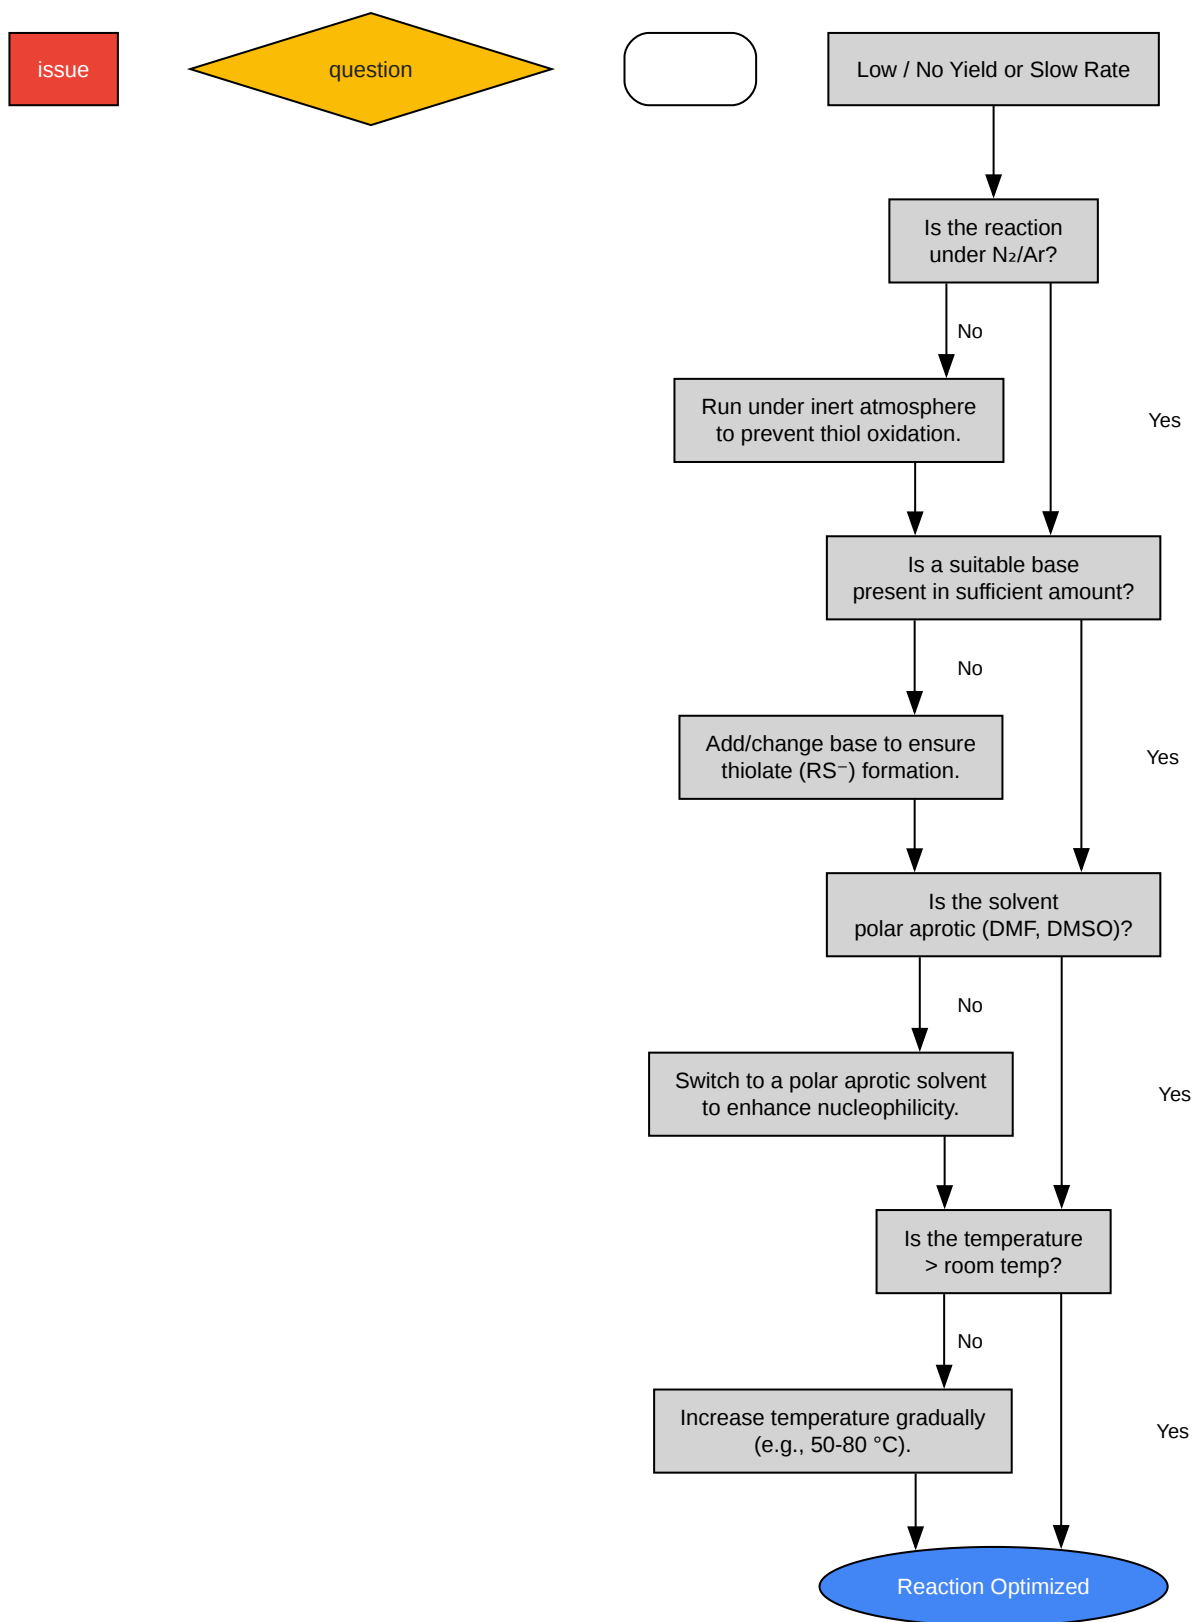 issue
question
Low / No Yield or Slow Rate
Is the reaction
under N₂/Ar?
No
Run under inert atmosphere
to prevent thiol oxidation.
Yes
Is a suitable base
present in sufficient amount?
No
Add/change base to ensure
thiolate (RS⁻) formation.
Yes
Is the solvent
polar aprotic (DMF, DMSO)?
No
Switch to a polar aprotic solvent
to enhance nucleophilicity.
Yes
Is the temperature
> room temp?
No
Increase temperature gradually
(e.g., 50-80 °C).
Yes
Reaction Optimized